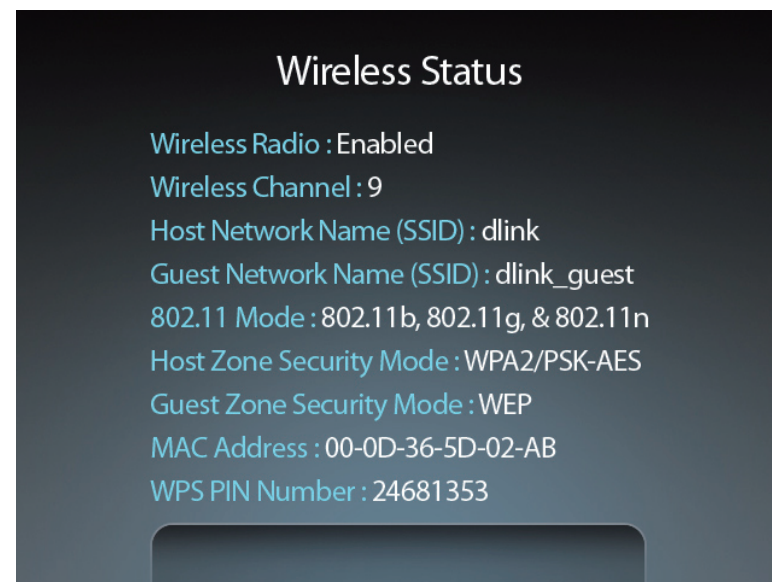 Wireless Status
Wireless Radio : Enabled
Wireless Channel : 9
Host Network Name (SSID) : dlink
Guest Network Name (SSID) : dlink_guest
802.11 Mode : 802.11b, 802.11g, & 802.11n
Host Zone Security Mode : WPA2/PSK-AES
Guest Zone Security Mode : WEP
MAC Address : 00-0D-36-5D-02-AB
WPS PIN Number : 24681353